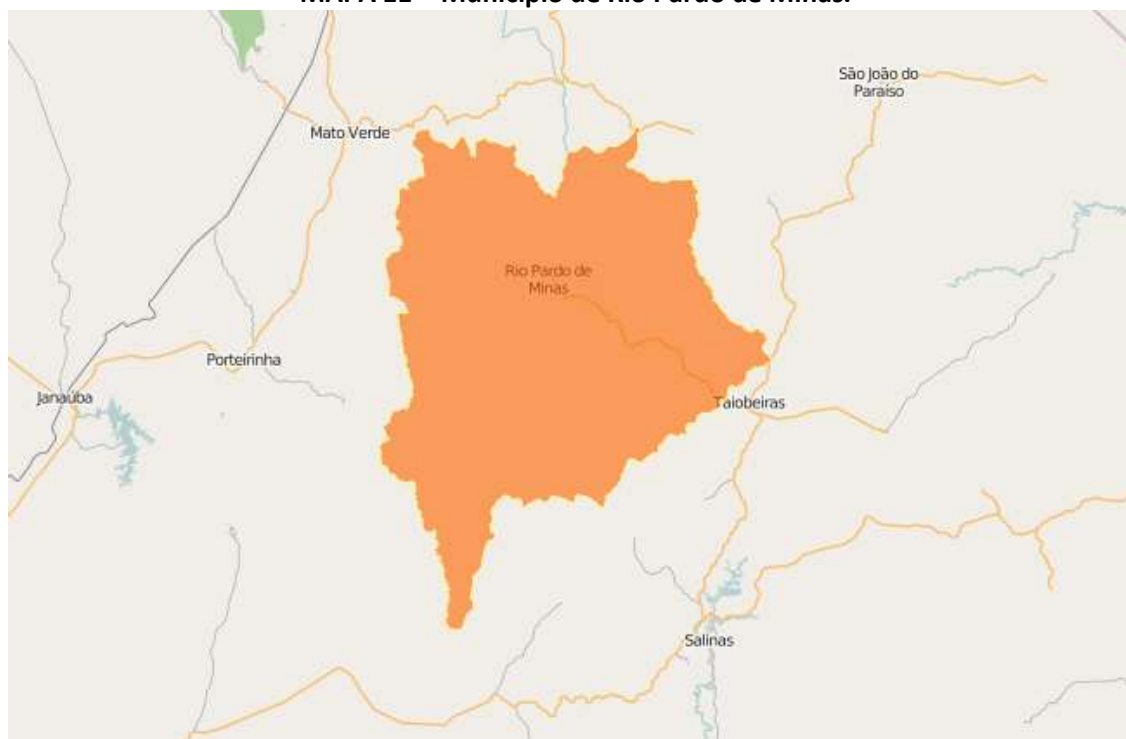 Município de Rio Pardo de Minas.
São João do
Paraíso
Mato Verde
Rio Pardo de
Minas
Porteirinha
Janaúba
Taiobeiras
Salinas